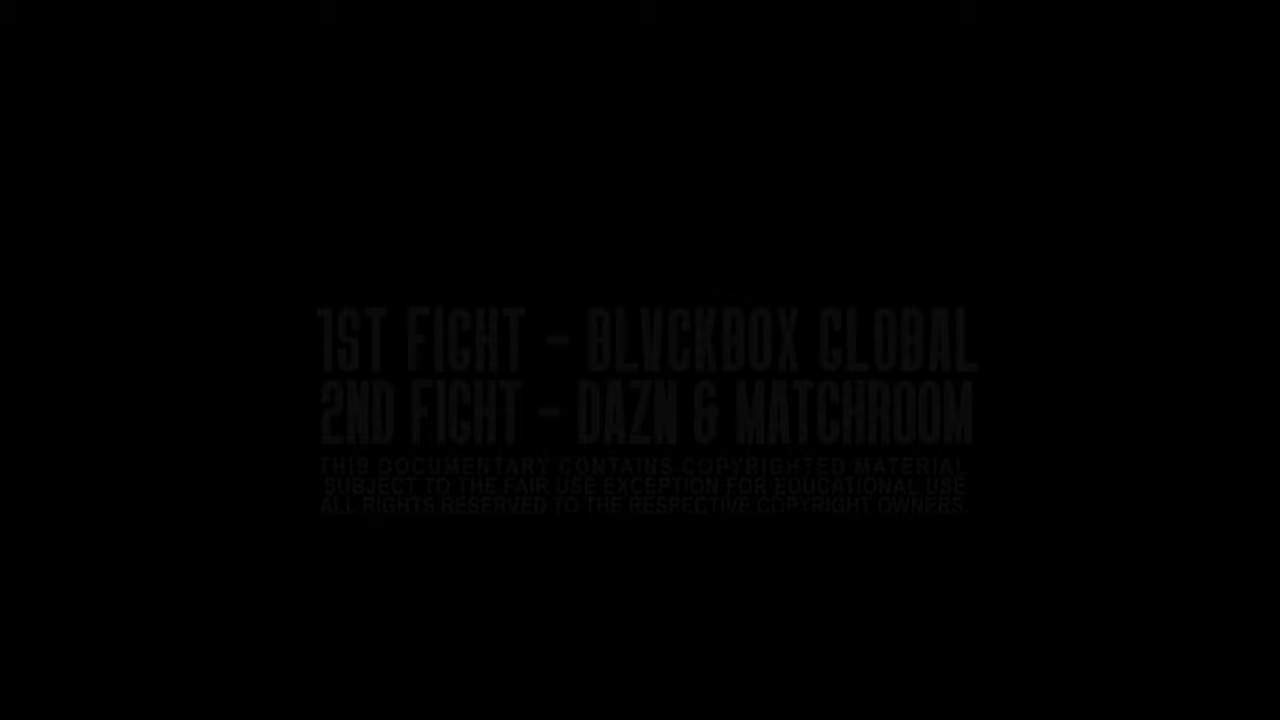 1ST FIGHT - BLVCKBOX GLOBAL
2ND FIGHT - DAZN & MATCHROOM
THIS DOCUMENTARY CONTAINS COPYRIGHTED MATERIAL
SUBJECT TO THE FAIR USE EXCEPTION FOR EDUCATIONAL USE
ALL RIGHTS RESERVED TO THE RESPECTIVE COPYRIGHT OWNERS.